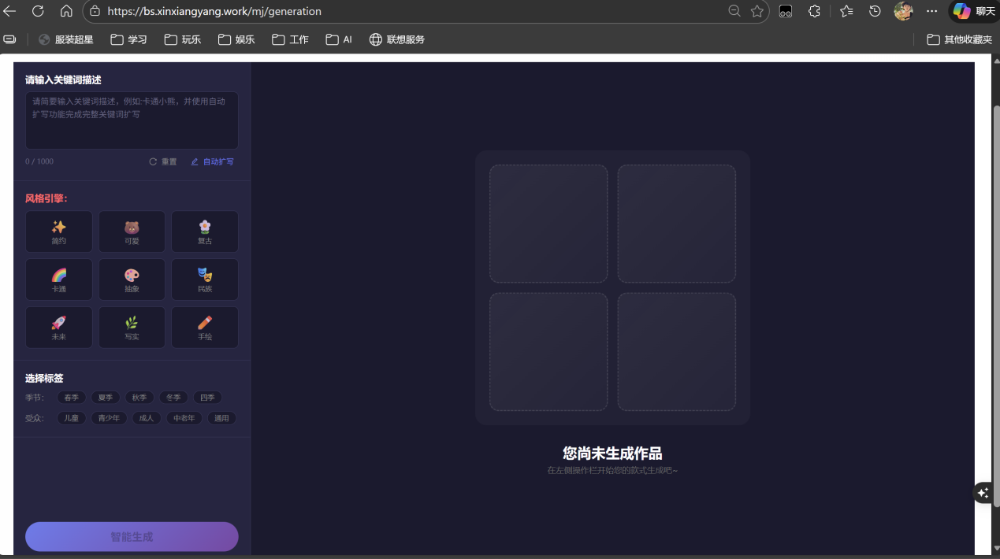 https://bs.xinxiangyang.work/mj/generation
聊天
服装超星
学习
玩乐
娱乐
工作
AI
联想服务
其他收藏夹
请输入关键词描述
请简要输入关键词描述，例如:卡通小熊，并使用自动
扩写功能完成完整关键词扩写
0 / 1000
重置
自动扩写
风格引擎:
简约
可爱
复古
卡通
抽象
民族
未来
写实
手绘
选择标签
季节: 春季 夏季 秋季 冬季 四季
受众: 儿童 青少年 成人 中老年 通用
智能生成
您尚未生成作品
在左侧操作栏开始您的款式生成吧~